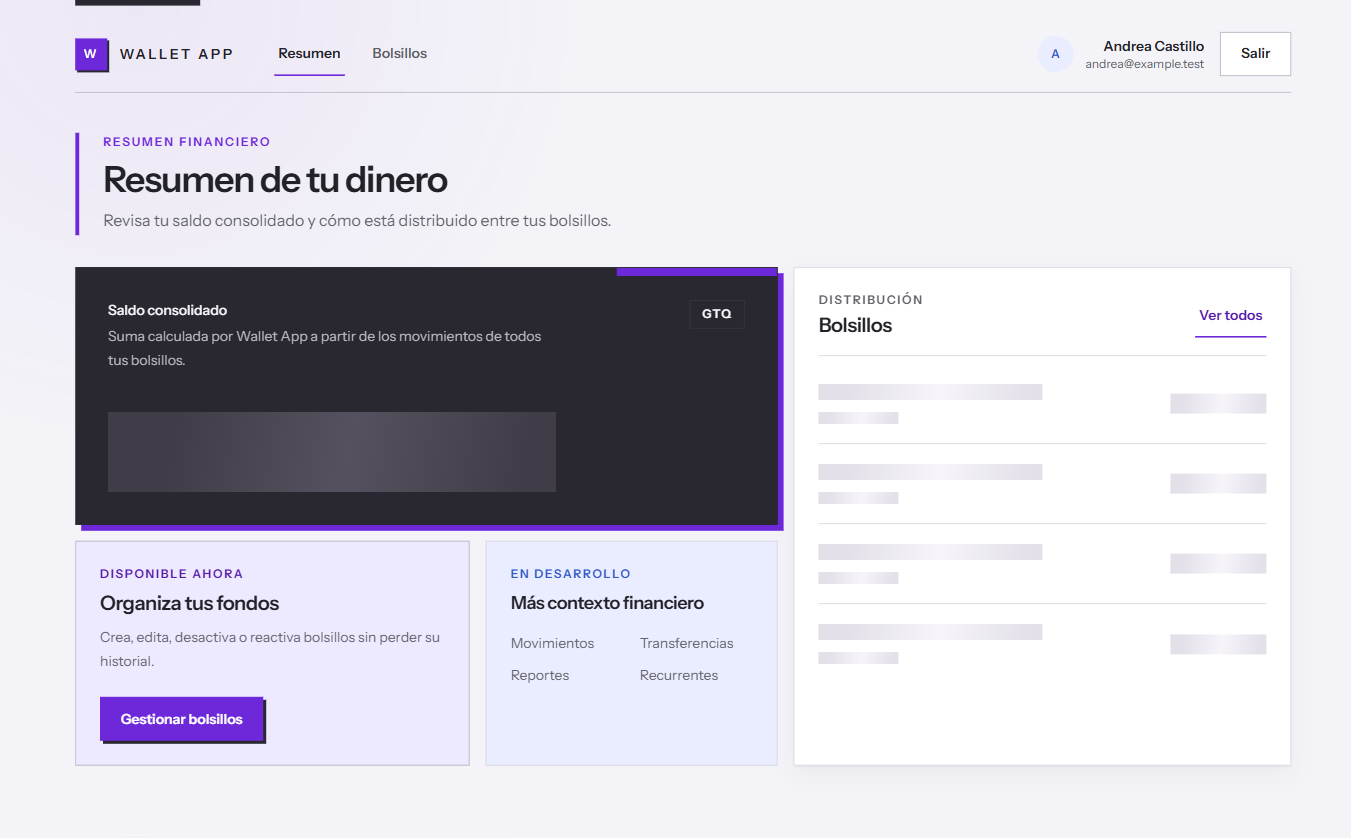 W
WALLET APP
Resumen
Bolsillos
A
Andrea Castillo
andrea@example.test
Salir
RESUMEN FINANCIERO
Resumen de tu dinero
Revisa tu saldo consolidado y cómo está distribuido entre tus bolsillos.
Saldo consolidado
GTQ
Suma calculada por Wallet App a partir de los movimientos de todos
tus bolsillos.
DISTRIBUCIÓN
Bolsillos
Ver todos
DISPONIBLE AHORA
Organiza tus fondos
Crea, edita, desactiva o reactiva bolsillos sin perder su
historial.
Gestionar bolsillos
EN DESARROLLO
Más contexto financiero
Movimientos
Transferencias
Reportes
Recurrentes